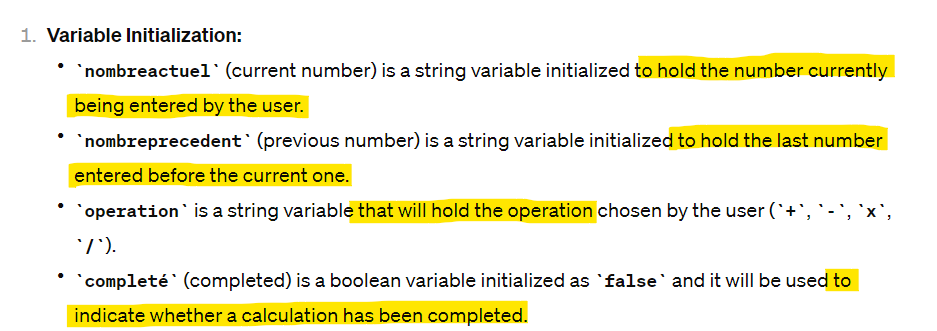 1. Variable Initialization:
• `nombreactuel` (current number) is a string variable initialized to hold the number currently
being entered by the user.
• `nombreprecedent` (previous number) is a string variable initialized to hold the last number
entered before the current one.
• `operation` is a string variable that will hold the operation chosen by the user (`+`, `-`, `x`,
`/`).
• `completé` (completed) is a boolean variable initialized as `false` and it will be used to
indicate whether a calculation has been completed.